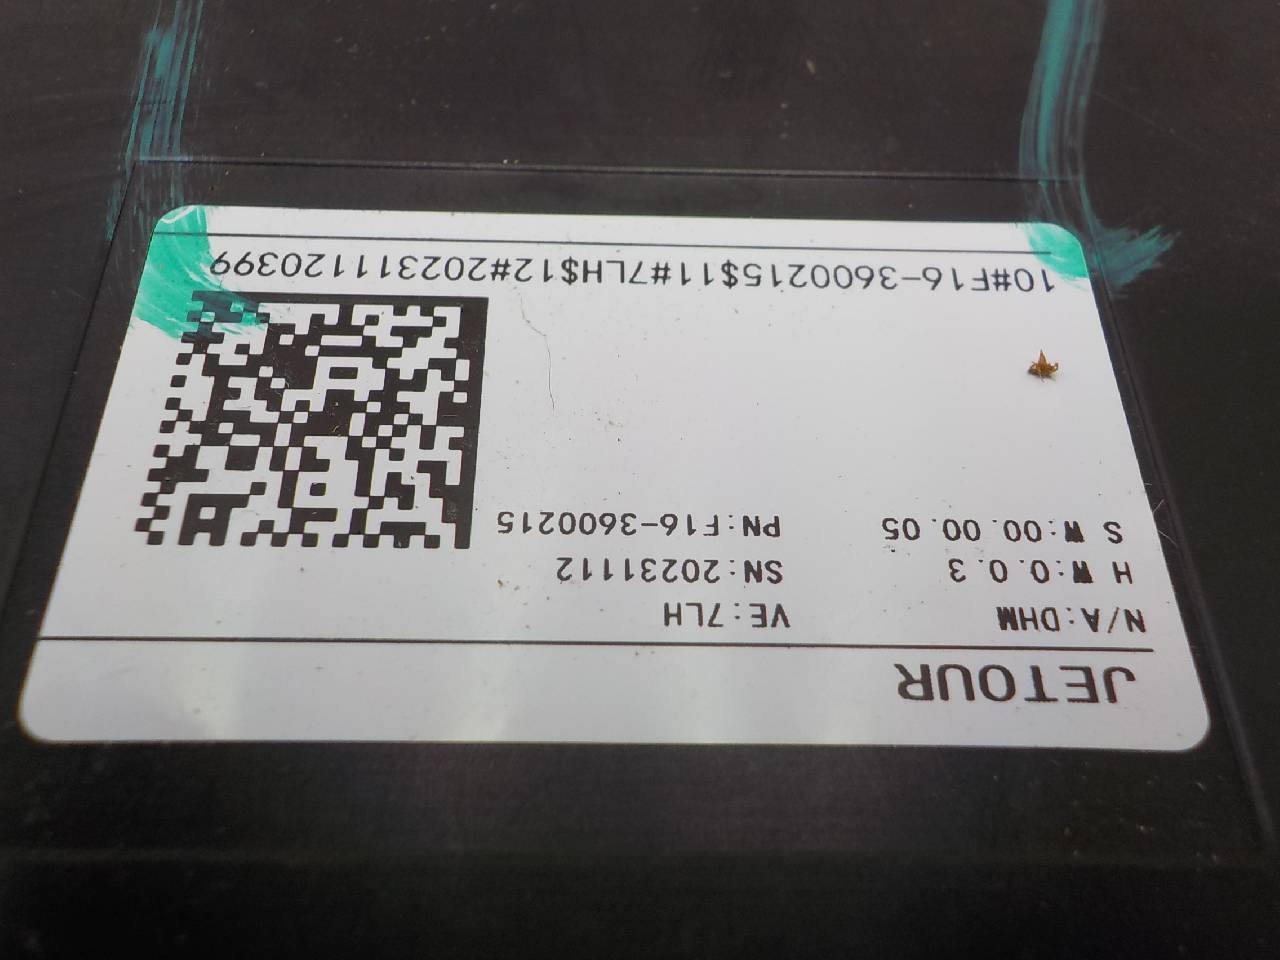 JETOUR
N/A:DHM VE:7LH
H W:0.0.3 SN:20231112
S W:00.00.05 PN:F16-3600215
10#F16-3600215$11#7LH$12#202311120399